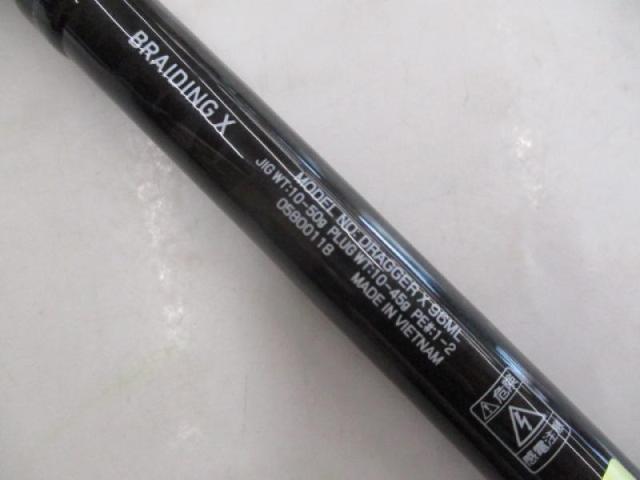 BRAIDING X
MODEL NO: DRAGGER X 96ML
JIG WT:10-50g PLUG WT:10-45g PE#:1-2
05800118
MADE IN VIETNAM
危険
感電注意